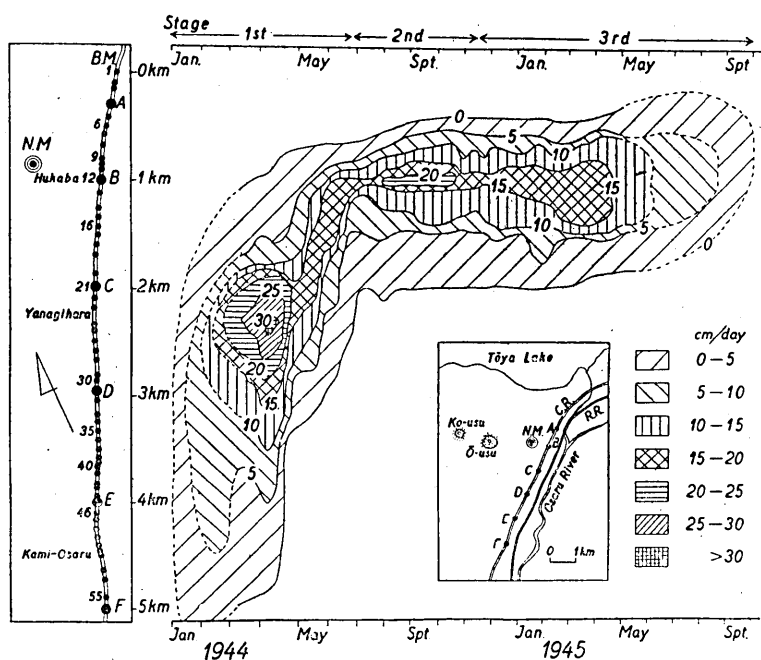 Stage 1st 2nd 3rd
Jan. May Spt. Jan. May Spt
B.M.
1
0km
A
6
N.M
9
Hukaba 12 B 1km
16
21 C 2km
Yanagihara
30 D 3km
35
40
E 4km
46
Kami-Osaru
55 F 5km
0
5
10
20
15
15
10
5
0
25
30
20
15
10
5
Tōya Lake
Ko-usu
Ō-usu
N.M.
C.R.
R.R.
A
B
C
D
E
F
Osaru River
0 1km
cm/day
0-5
5-10
10-15
15-20
20-25
25-30
>30
Jan. May Spt. Jan. May Spt
1944 1945